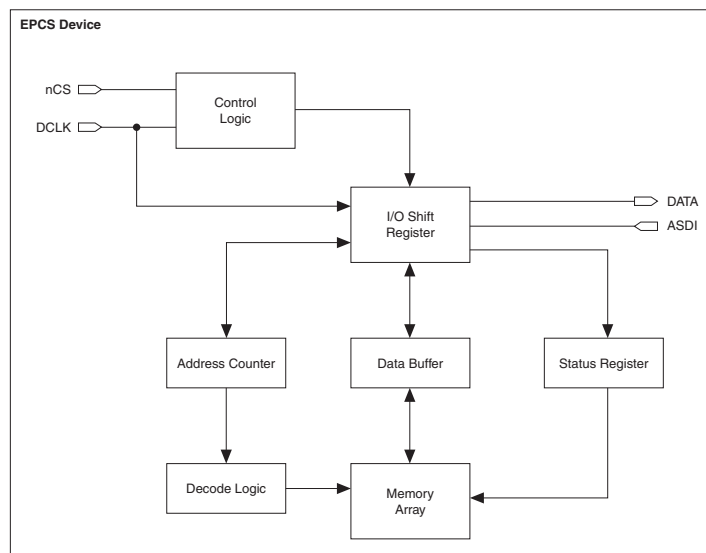 EPCS Device
nCS
Control
Logic
DCLK
DATA
I/O Shift
Register
ASDI
Address Counter
Data Buffer
Status Register
Decode Logic
Memory
Array